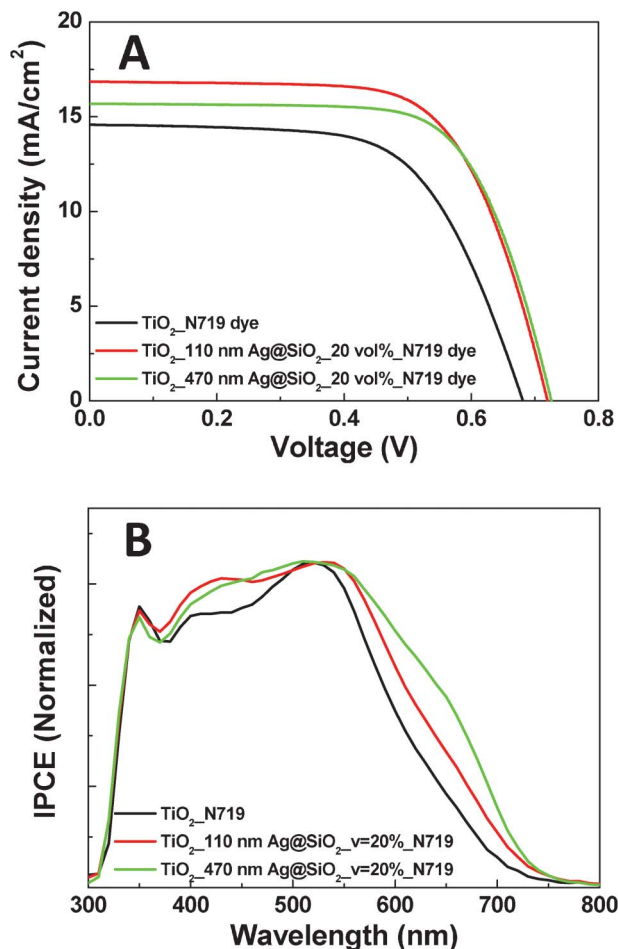 A
Current density (mA/cm²)
20
15
10
5
0
TiO₂_N719 dye
TiO₂_110 nm Ag@SiO₂_20 vol%_N719 dye
TiO₂_470 nm Ag@SiO₂_20 vol%_N719 dye
0.0 0.2 0.4 0.6 0.8
Voltage (V)
B
IPCE (Normalized)
TiO₂_N719
TiO₂_110 nm Ag@SiO₂_v=20%_N719
TiO₂_470 nm Ag@SiO₂_v=20%_N719
300 400 500 600 700 800
Wavelength (nm)